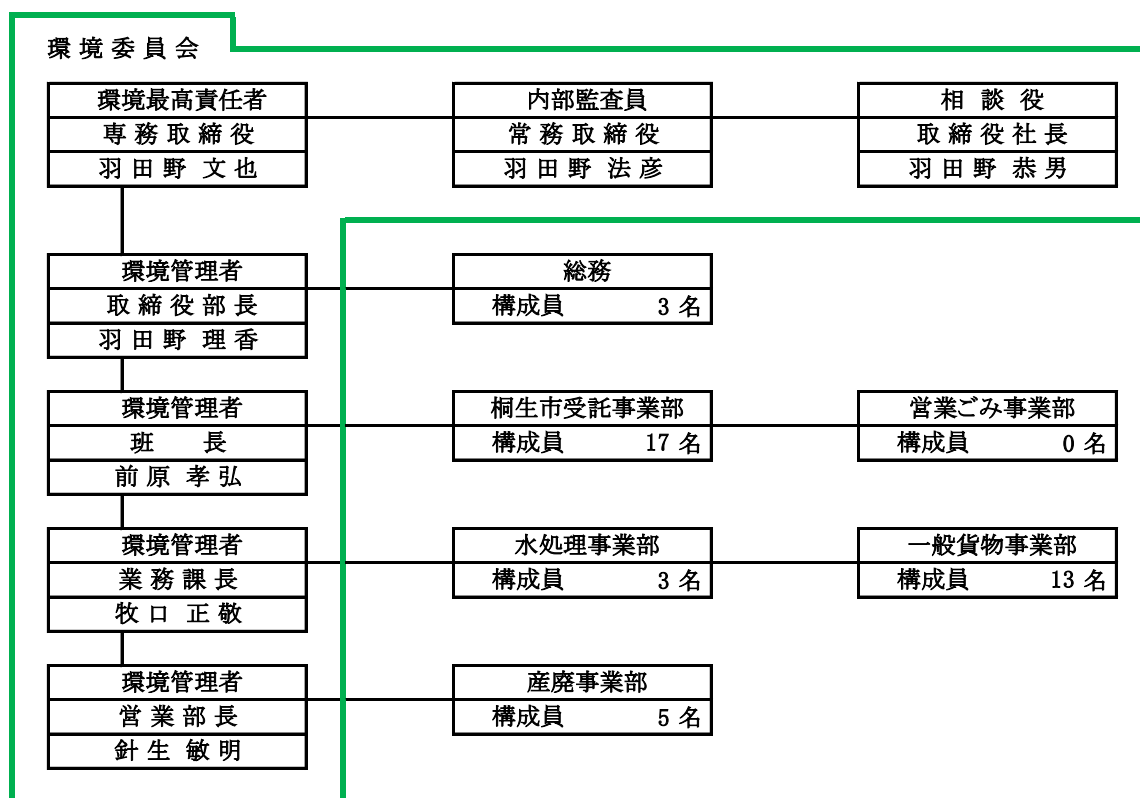 環境委員会
環境最高責任者
専務取締役
羽田野 文也
内部監査員
常務取締役
羽田野 法彦
相談役
取締役社長
羽田野 恭男
環境管理者
取締役部長
羽田野 理香
総務
構成員 3 名
環境管理者
班 長
前原 孝弘
桐生市受託事業部
構成員 17 名
営業ごみ事業部
構成員 0 名
環境管理者
業務課長
牧口 正敬
水処理事業部
構成員 3 名
一般貨物事業部
構成員 13 名
環境管理者
営業部長
針生 敏明
産廃事業部
構成員 5 名